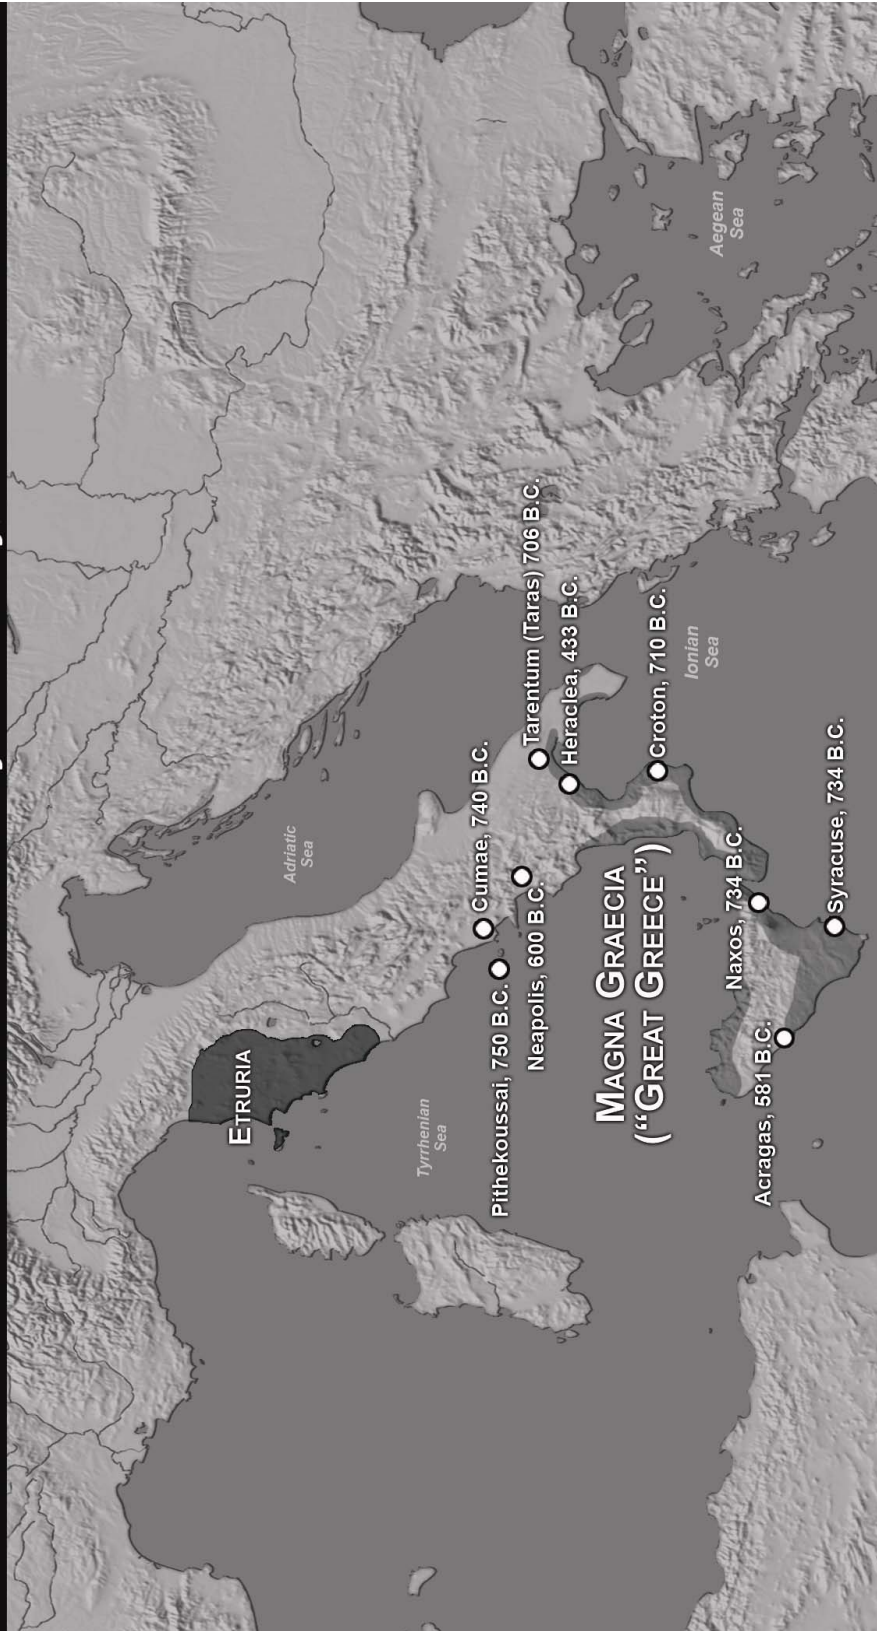 ETRURIA
Adriatic
Sea
Tyrrhenian
Sea
Cumae, 740 B.C.
Pithekoussai, 750 B.C.
Neapolis, 600 B.C.
Tarentum (Taras) 706 B.C.
Heraclea, 433 B.C.
MAGNA GRAECIA
(“GREAT GREECE”)
Croton, 710 B.C.
Ionian
Sea
Aegean
Sea
Naxos, 734 B.C.
Acragas, 581 B.C.
Syracuse, 734 B.C.